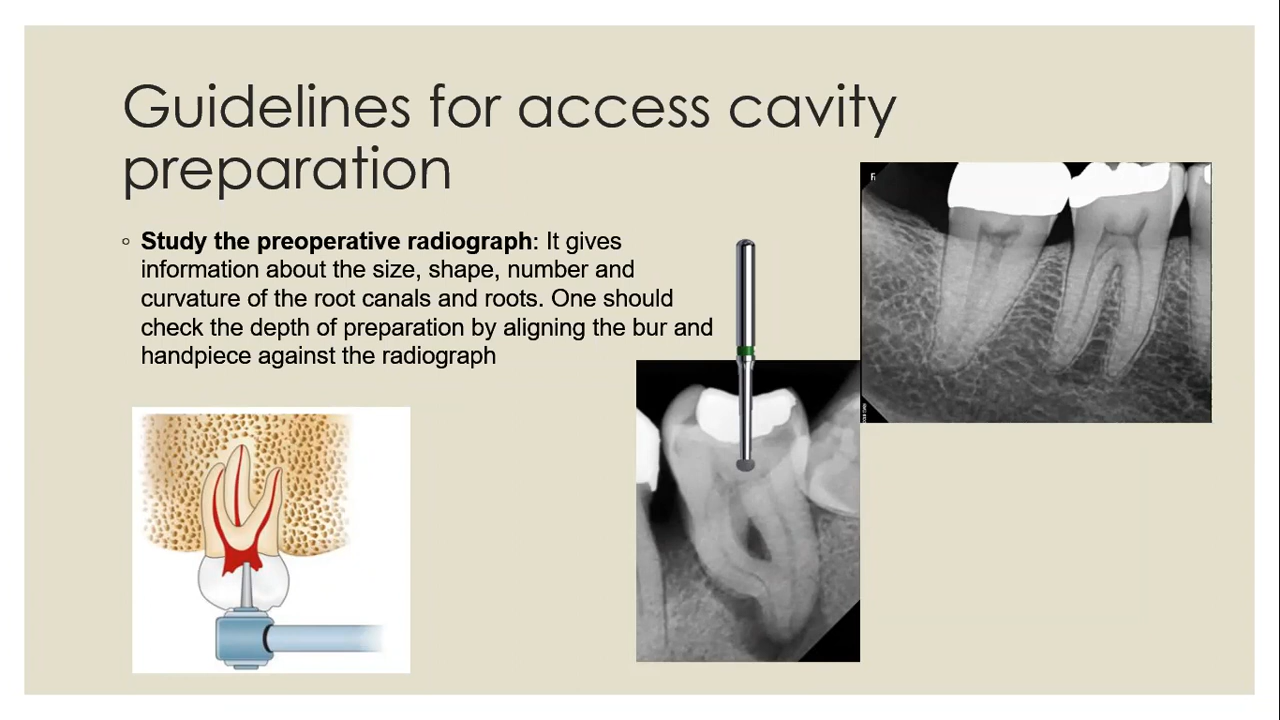 Guidelines for access cavity
preparation
◦ Study the preoperative radiograph: It gives
information about the size, shape, number and
curvature of the root canals and roots. One should
check the depth of preparation by aligning the bur and
handpiece against the radiograph